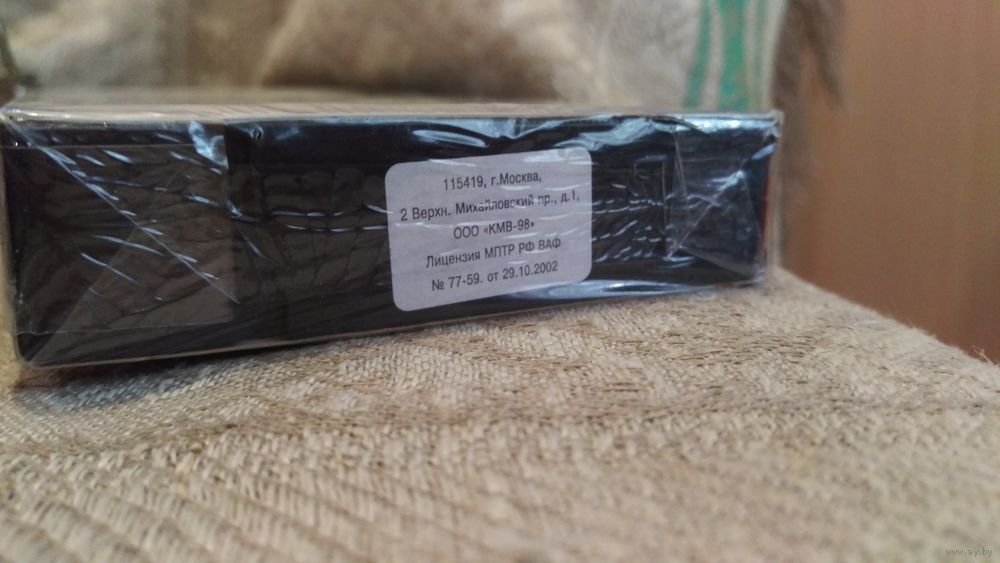 115419, г.Москва,
2 Верхн. Михайловский пр., д.1,
ООО «КМВ-98»
Лицензия МПТР РФ ВАФ
№ 77-59. от 29.10.2002
www.ay.by